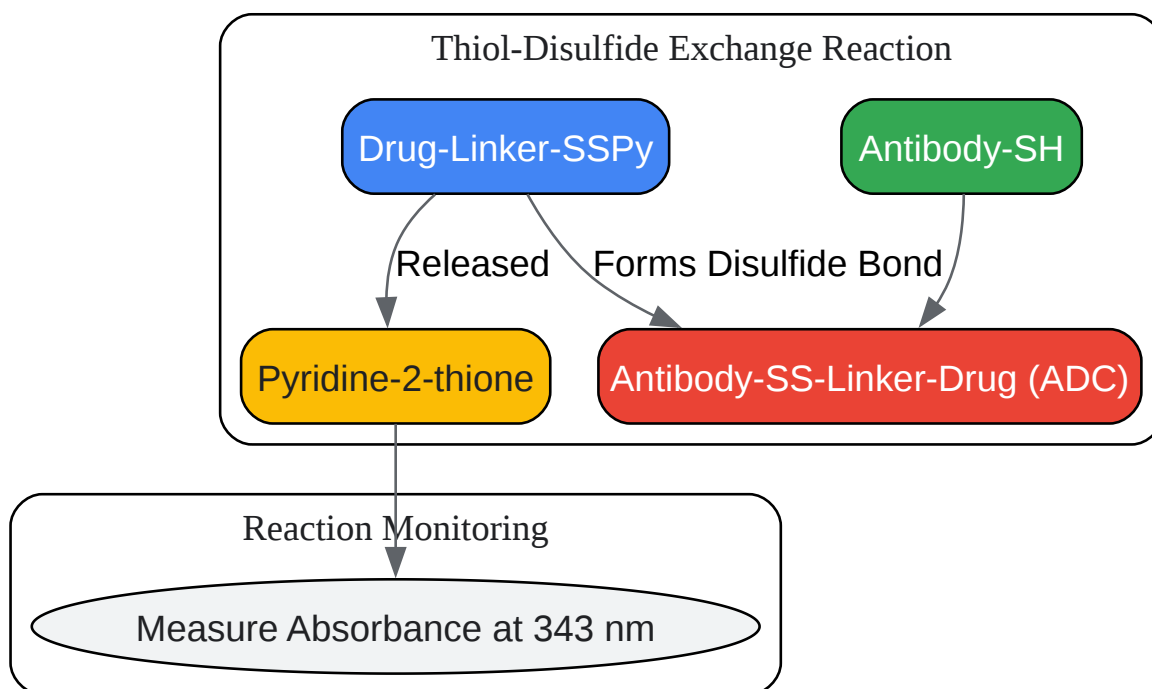 Thiol-Disulfide Exchange Reaction
Drug-Linker-SSPy
Antibody-SH
Released
Forms Disulfide Bond
Pyridine-2-thione
Antibody-SS-Linker-Drug (ADC)
Reaction Monitoring
Measure Absorbance at 343 nm